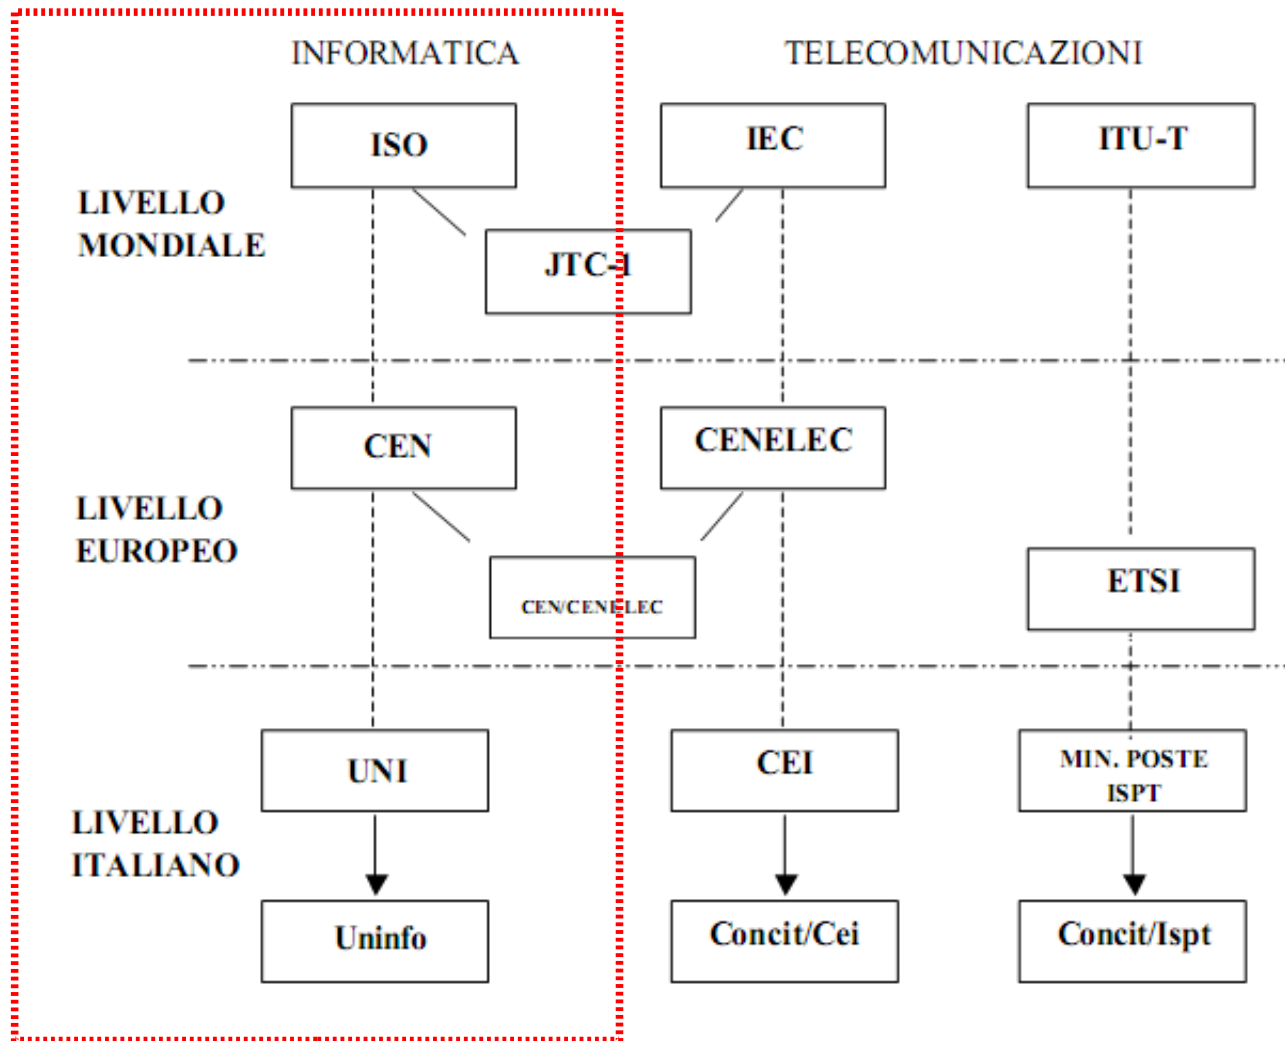 INFORMATICA
TELECOMUNICAZIONI
ISO
IEC
ITU-T
LIVELLO
MONDIALE
JTC-1
CEN
CENELEC
LIVELLO
EUROPEO
CEN/CENELEC
ETSI
UNI
CEI
MIN. POSTE
ISPT
LIVELLO
ITALIANO
Uninfo
Concit/Cei
Concit/Ispt